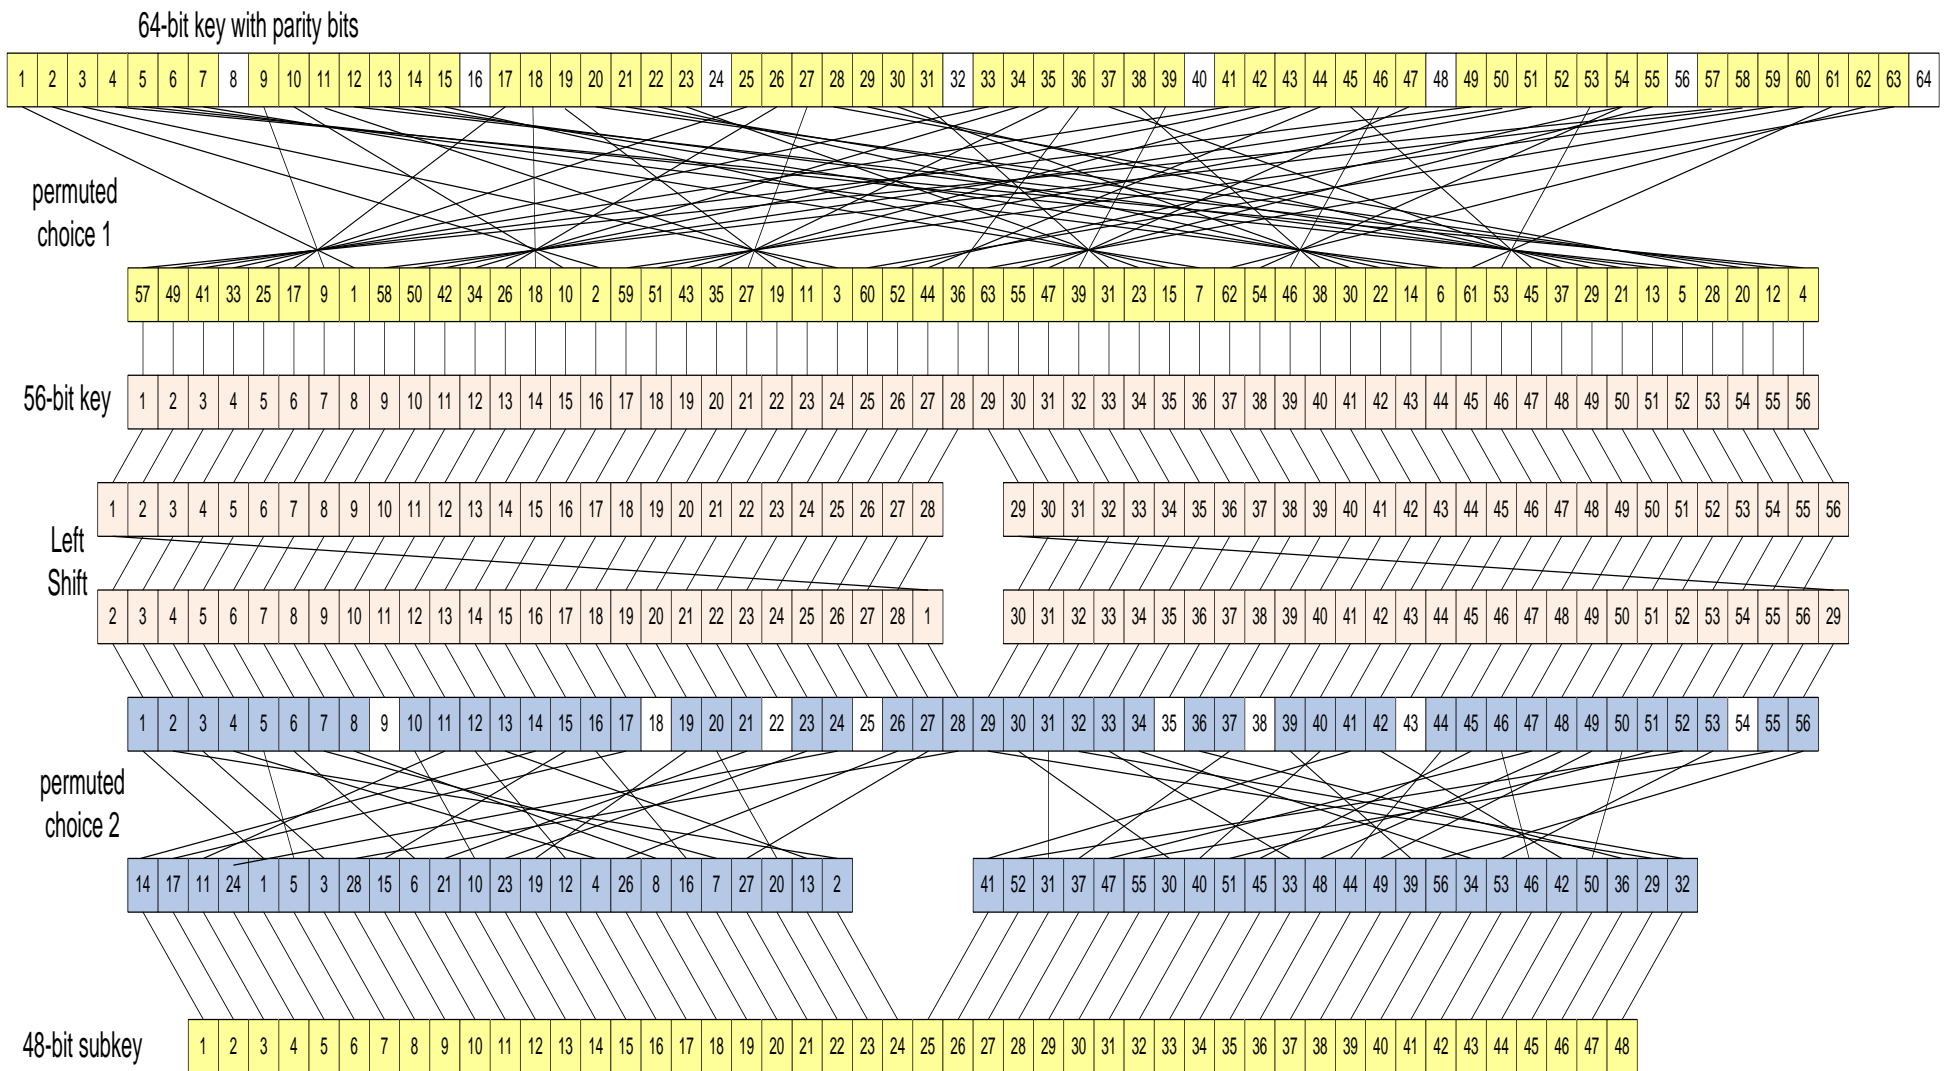 64-bit key with parity bits
1 2 3 4 5 6 7 8 9 10 11 12 13 14 15 16 17 18 19 20 21 22 23 24 25 26 27 28 29 30 31 32 33 34 35 36 37 38 39 40 41 42 43 44 45 46 47 48 49 50 51 52 53 54 55 56 57 58 59 60 61 62 63 64
permuted
choice 1
57 49 41 33 25 17 9 1 58 50 42 34 26 18 10 2 59 51 43 35 27 19 11 3 60 52 44 36 63 55 47 39 31 23 15 7 62 54 46 38 30 22 14 6 61 53 45 37 29 21 13 5 28 20 12 4
56-bit key 1 2 3 4 5 6 7 8 9 10 11 12 13 14 15 16 17 18 19 20 21 22 23 24 25 26 27 28 29 30 31 32 33 34 35 36 37 38 39 40 41 42 43 44 45 46 47 48 49 50 51 52 53 54 55 56
1 2 3 4 5 6 7 8 9 10 11 12 13 14 15 16 17 18 19 20 21 22 23 24 25 26 27 28 29 30 31 32 33 34 35 36 37 38 39 40 41 42 43 44 45 46 47 48 49 50 51 52 53 54 55 56
Left
Shift
2 3 4 5 6 7 8 9 10 11 12 13 14 15 16 17 18 19 20 21 22 23 24 25 26 27 28 1 30 31 32 33 34 35 36 37 38 39 40 41 42 43 44 45 46 47 48 49 50 51 52 53 54 55 56 29
1 2 3 4 5 6 7 8 9 10 11 12 13 14 15 16 17 18 19 20 21 22 23 24 25 26 27 28 29 30 31 32 33 34 35 36 37 38 39 40 41 42 43 44 45 46 47 48 49 50 51 52 53 54 55 56
permuted
choice 2
14 17 11 24 1 5 3 28 15 6 21 10 23 19 12 4 26 8 16 7 27 20 13 2 41 52 31 37 47 55 30 40 51 45 33 48 44 49 39 56 34 53 46 42 50 36 29 32
48-bit subkey 1 2 3 4 5 6 7 8 9 10 11 12 13 14 15 16 17 18 19 20 21 22 23 24 25 26 27 28 29 30 31 32 33 34 35 36 37 38 39 40 41 42 43 44 45 46 47 48